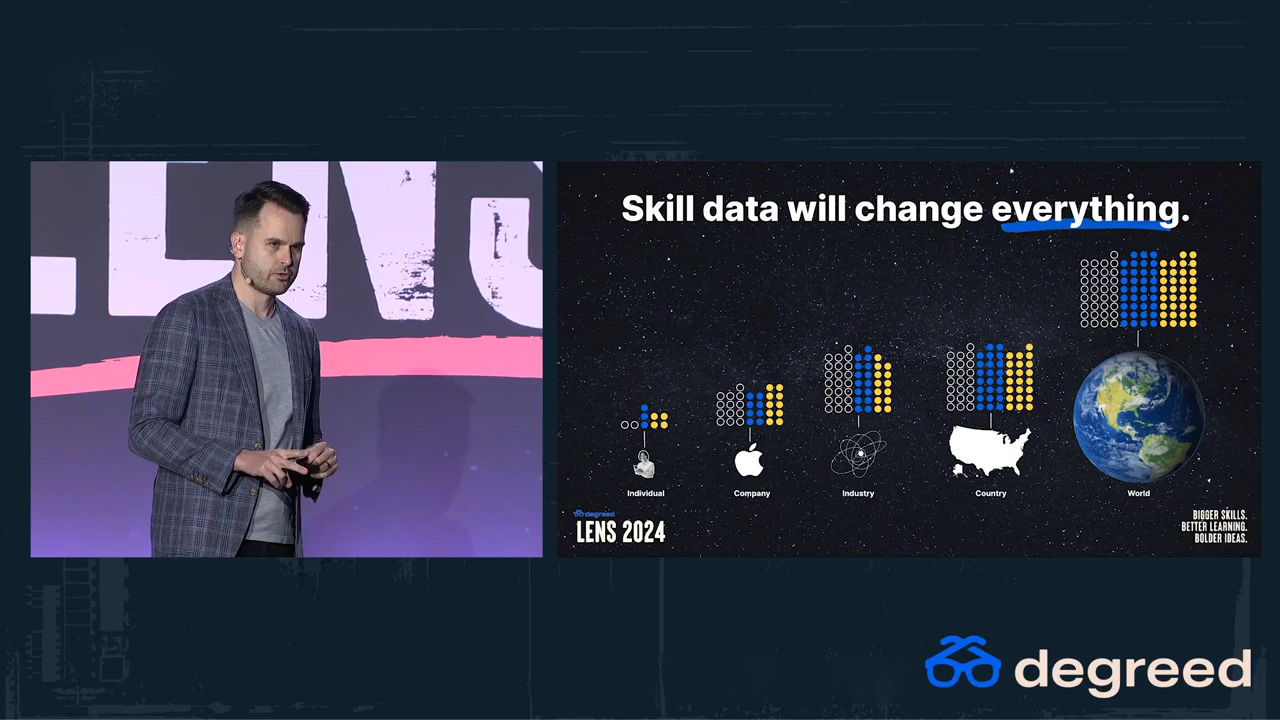 LENS
Skill data will change everything.
Individual
Company
Industry
Country
World
degreed
LENS 2024
BIGGER SKILLS.
BETTER LEARNING.
BOLDER IDEAS.
degreed